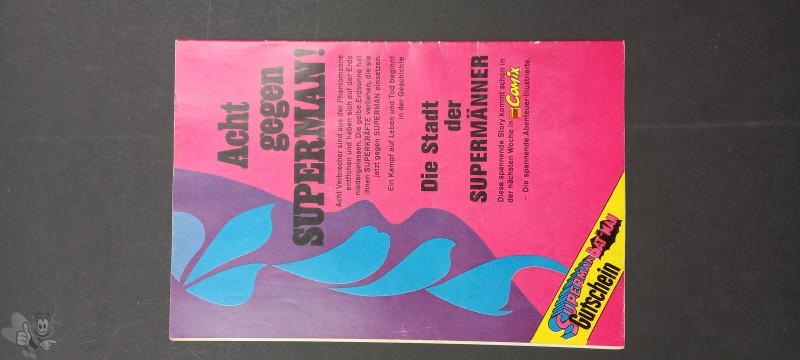 Acht
gegen
SUPERMAN!
Acht Verbrecher sind aus der Phantomzone
entflohen und haben sich auf der Erde
niedergelassen. Die gelbe Erdsonne hat
ihnen SUPERKRÄFTE verliehen, die sie
jetzt gegen SUPERMAN einsetzen.
Ein Kampf auf Leben und Tod beginnt
in der Geschichte
Die Stadt
der
SUPERMÄNNER
Diese spannende Story kommt schon in
der nächsten Woche in Comix
– Die spannende Abenteuer-Illustrierte.
SUPERMAN BATMAN
Gutschein